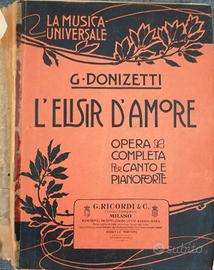 LA MUSICA
UNIVERSALE
G·DONIZETTI
L'ELISIR D'AMORE
OPERA
COMPLETA
PER CANTO E
PIANOFORTE
G. RICORDI & C.
MILANO
subito